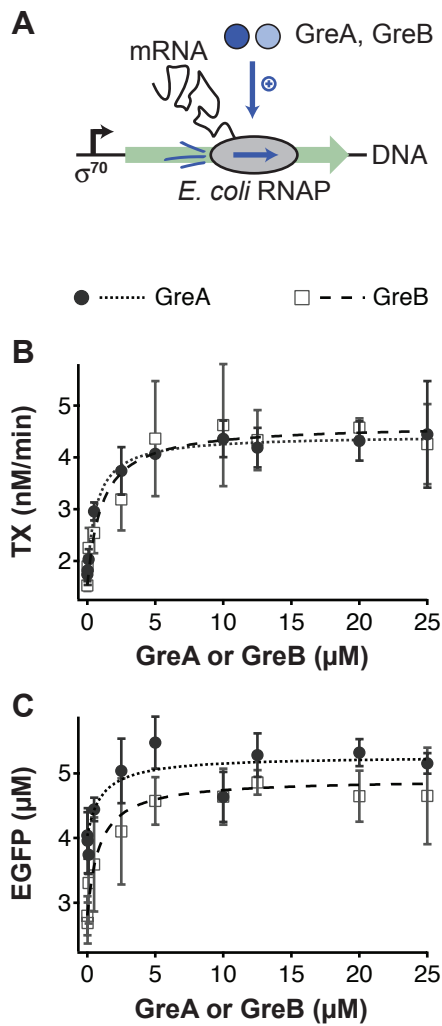 A
GreA, GreB
mRNA
+
DNA
σ70
E. coli RNAP
GreA
GreB
B
TX (nM/min)
5
4
3
2
0 5 10 15 20 25
GreA or GreB (µM)
C
EGFP (µM)
5
4
3
0 5 10 15 20 25
GreA or GreB (µM)